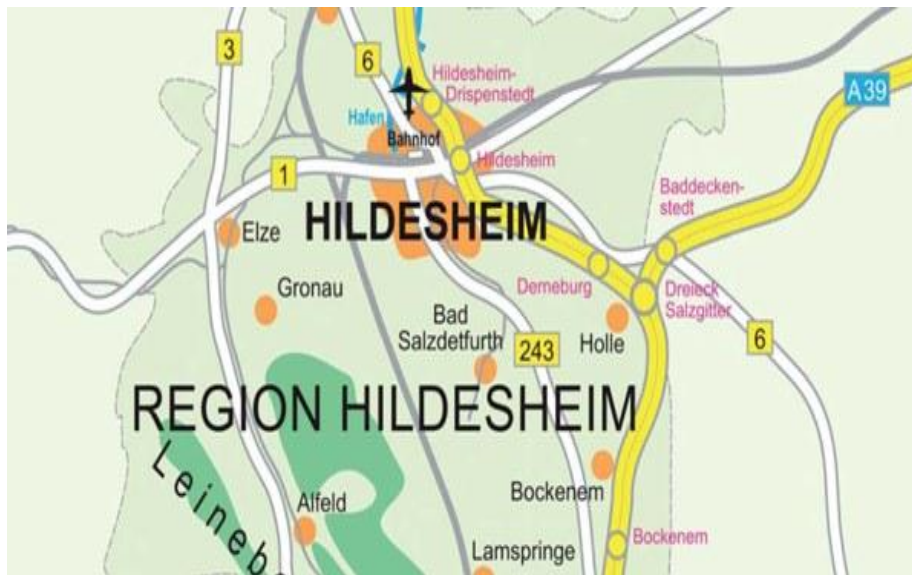 3
6
Hildesheim-
Drispenstedt
A 39
Hafen
Bahnhof
Hildesheim
1
Baddecken-
stedt
HILDESHEIM
Elze
Derneburg
Dreieck
Salzgitter
Gronau
Bad
Salzdetfurth
243
Holle
6
REGION HILDESHEIM
Leineb
Bockenem
Alfeld
Bockenem
Lamspringe